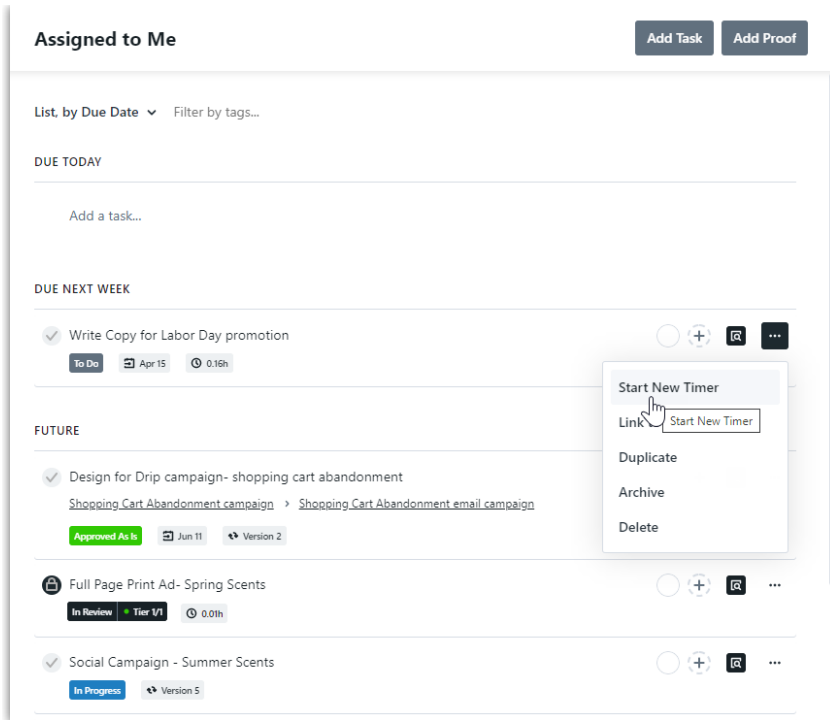 Assigned to Me
Add Task
Add Proof
List, by Due Date
Filter by tags...
DUE TODAY
Add a task...
DUE NEXT WEEK
Write Copy for Labor Day promotion
To Do
Apr 15
0.16h
Start New Timer
Link
Start New Timer
Duplicate
Archive
Delete
FUTURE
Design for Drip campaign- shopping cart abandonment
Shopping Cart Abandonment campaign > Shopping Cart Abandonment email campaign
Approved As Is
Jun 11
Version 2
Full Page Print Ad- Spring Scents
In Review
Tier 1/1
0.01h
Social Campaign - Summer Scents
In Progress
Version 5